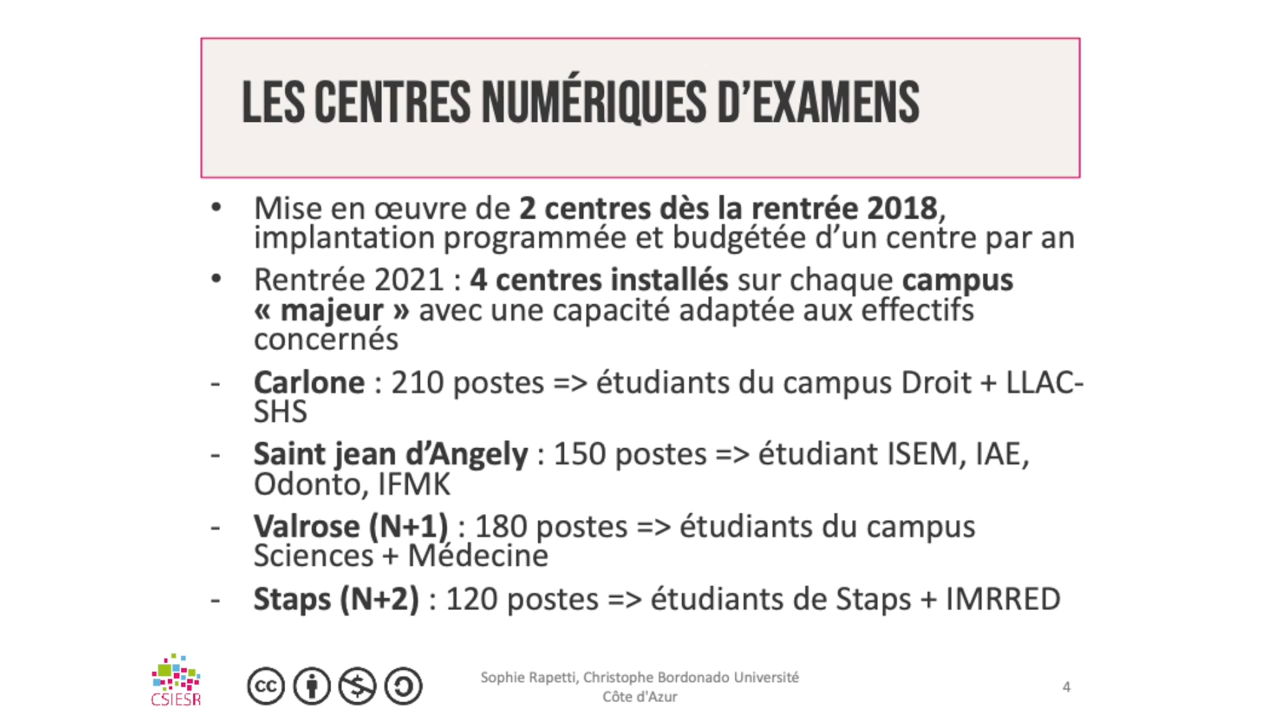 LES CENTRES NUMÉRIQUES D'EXAMENS
• Mise en œuvre de 2 centres dès la rentrée 2018,
implantation programmée et budgétée d'un centre par an
• Rentrée 2021 : 4 centres installés sur chaque campus
« majeur » avec une capacité adaptée aux effectifs
concernés
- Carlone : 210 postes => étudiants du campus Droit + LLAC-
SHS
- Saint jean d'Angely : 150 postes => étudiant ISEM, IAE,
Odonto, IFMK
- Valrose (N+1) : 180 postes => étudiants du campus
Sciences + Médecine
- Staps (N+2) : 120 postes => étudiants de Staps + IMRRED
CSIESR
cc
Sophie Rapetti, Christophe Bordonado Université
Côte d'Azur
4